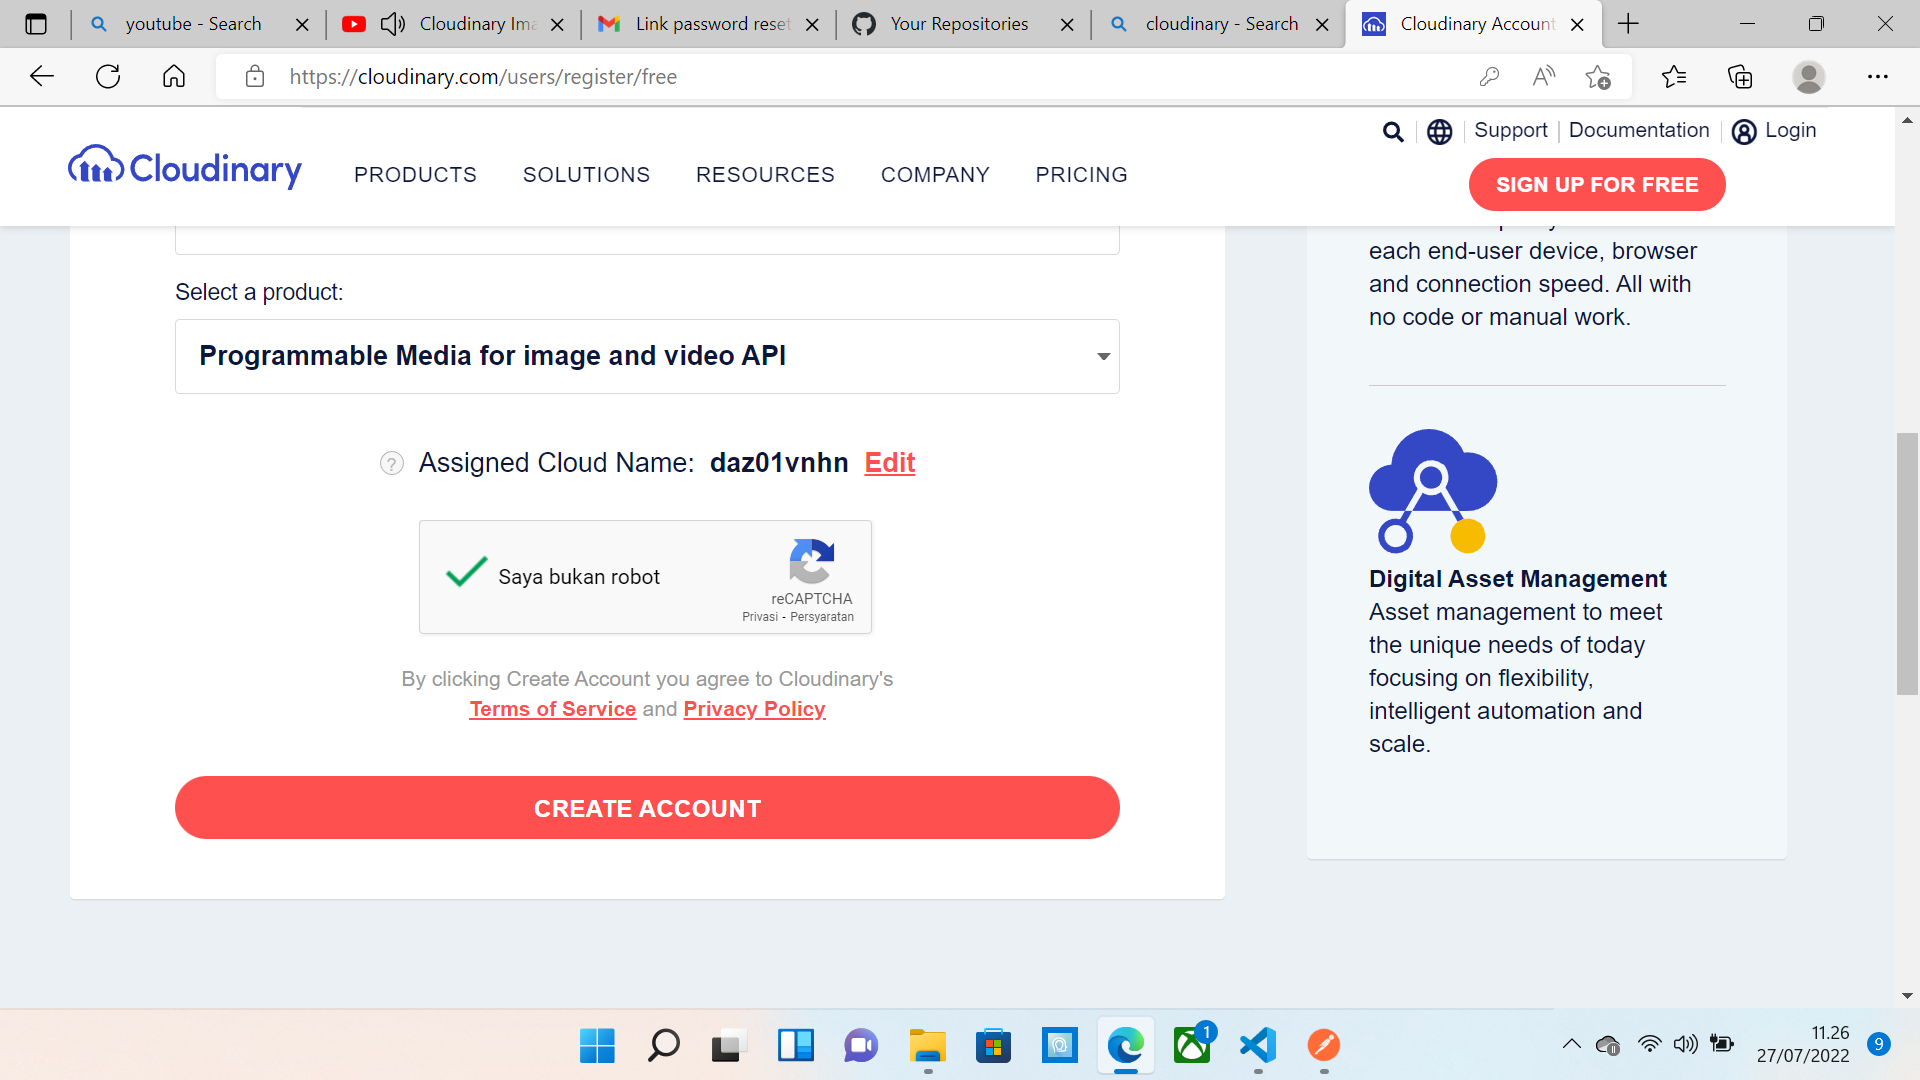 youtube - Search
Cloudinary Ima
Link password reset
Your Repositories
cloudinary - Search
Cloudinary Account
https://cloudinary.com/users/register/free
Support
Documentation
Login
Cloudinary
PRODUCTS
SOLUTIONS
RESOURCES
COMPANY
PRICING
SIGN UP FOR FREE
Select a product:
Programmable Media for image and video API
? Assigned Cloud Name: daz01vnhn Edit
Saya bukan robot
reCAPTCHA
Privasi - Persyaratan
By clicking Create Account you agree to Cloudinary's
Terms of Service and Privacy Policy
CREATE ACCOUNT
each end-user device, browser
and connection speed. All with
no code or manual work.
Digital Asset Management
Asset management to meet
the unique needs of today
focusing on flexibility,
intelligent automation and
scale.
1
11.26
27/07/2022
9